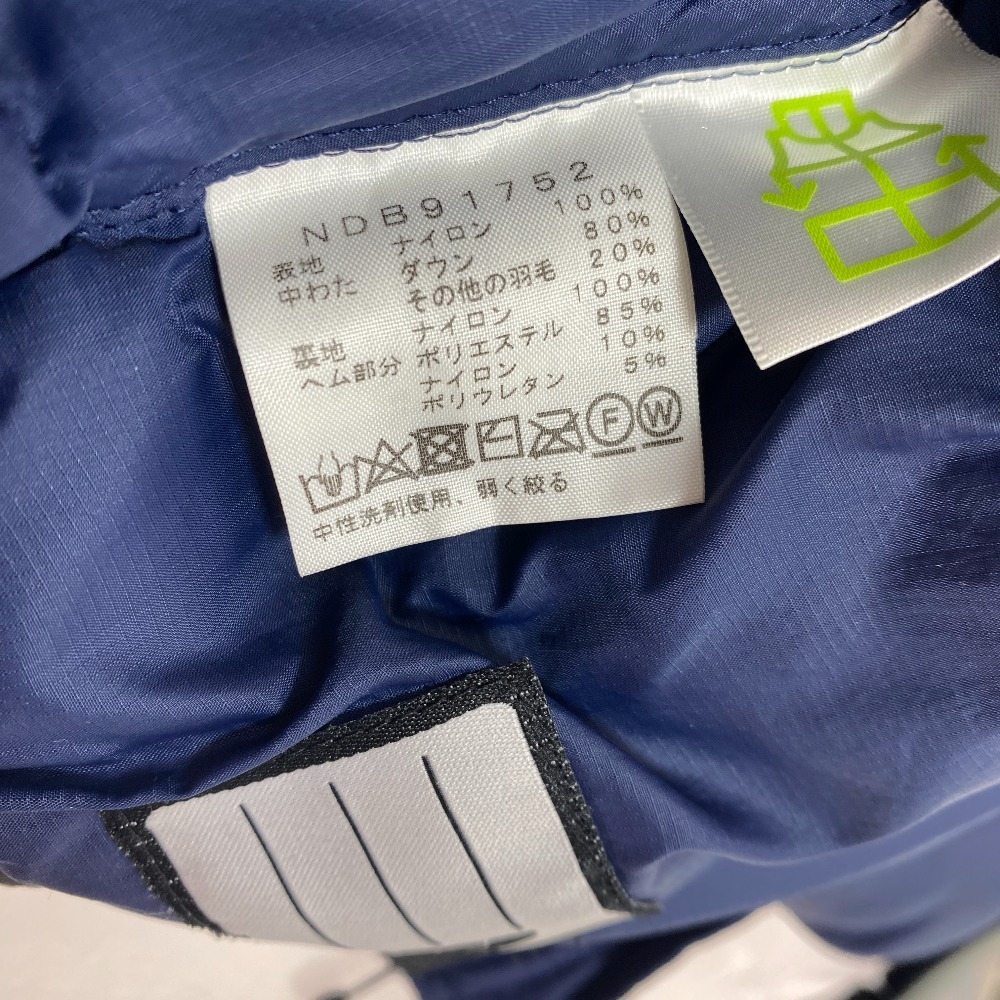 NDB91752
表地 ナイロン 100%
中わた ダウン 80%
その他の羽毛 20%
裏地 ナイロン 100%
ヘム部分 ポリエステル 85%
ナイロン 10%
ポリウレタン 5%
F W
中性洗剤使用、弱く絞る